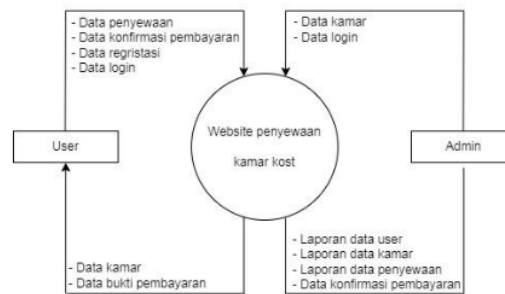 - Data penyewaan
- Data konfirmasi pembayaran
- Data regristasi
- Data login
- Data kamar
- Data login
Website penyewaan
kamar kost
User
Admin
- Data kamar
- Data bukti pembayaran
- Laporan data user
- Laporan data kamar
- Laporan data penyewaan
- Data konfirmasi pembayaran